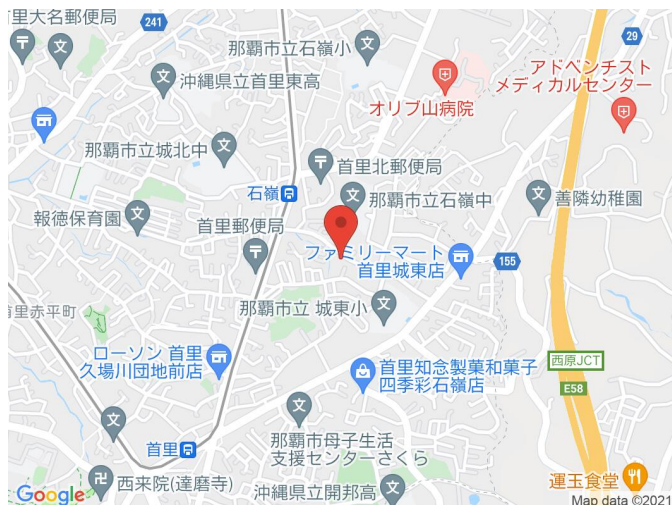 首里大名郵便局
241
那覇市立石嶺小
29
アドベンチスト
メディカルセンター
沖縄県立首里東高
オリブ山病院
那覇市立城北中
首里北郵便局
石嶺
那覇市立石嶺中
善隣幼稚園
報徳保育園
首里郵便局
ファミリーマート
首里城東店
155
那覇市立 城東小
首里赤平町
ローソン 首里
久場川団地前店
首里知念製菓和菓子
四季彩石嶺店
西原JCT
E58
首里
那覇市母子生活
支援センターさくら
西来院(達磨寺)
沖縄県立開邦高
運玉食堂
Google
Map data ©2021